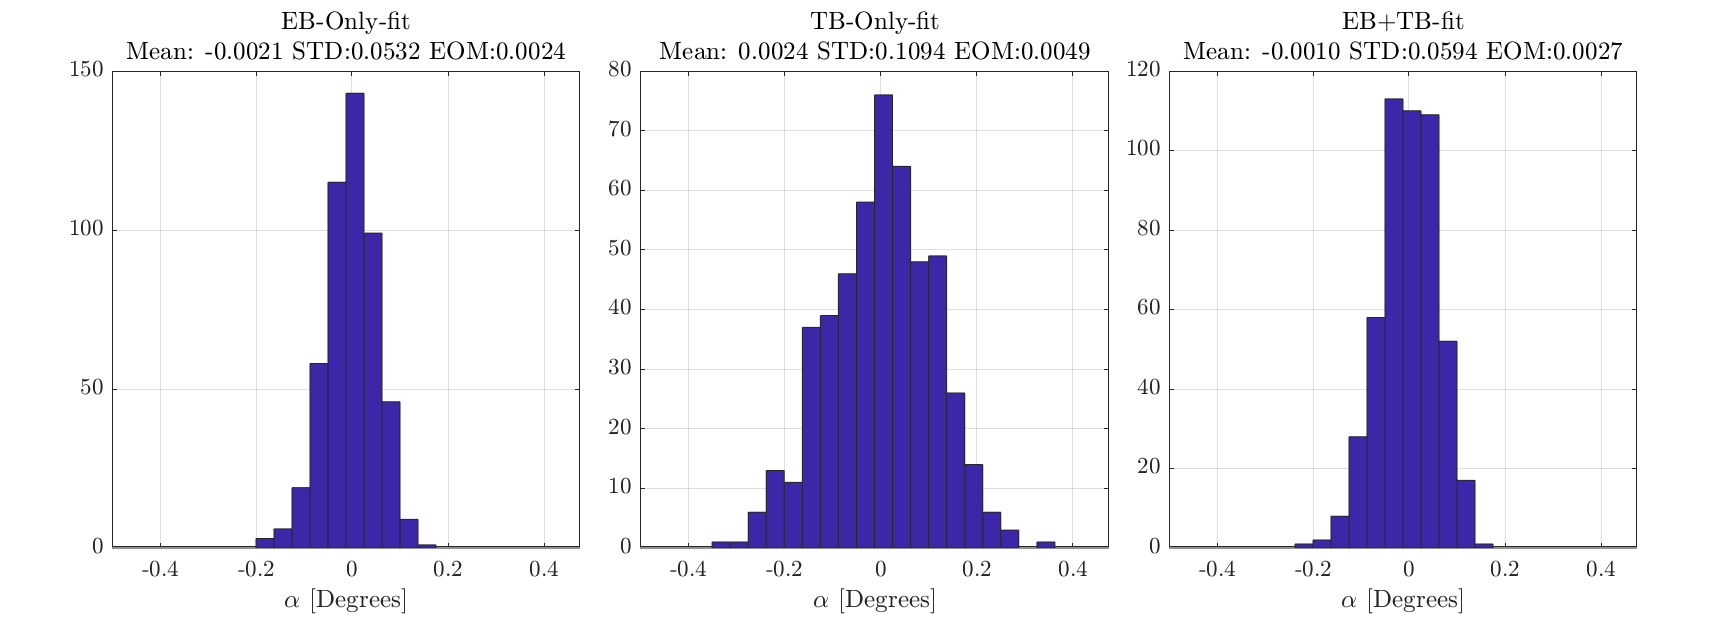 EB-Only-fit
Mean: -0.0021 STD:0.0532 EOM:0.0024
150
100
50
0
-0.4 -0.2 0 0.2 0.4
α [Degrees]
TB-Only-fit
Mean: 0.0024 STD:0.1094 EOM:0.0049
80
70
60
50
40
30
20
10
0
-0.4 -0.2 0 0.2 0.4
α [Degrees]
EB+TB-fit
Mean: -0.0010 STD:0.0594 EOM:0.0027
120
100
80
60
40
20
0
-0.4 -0.2 0 0.2 0.4
α [Degrees]